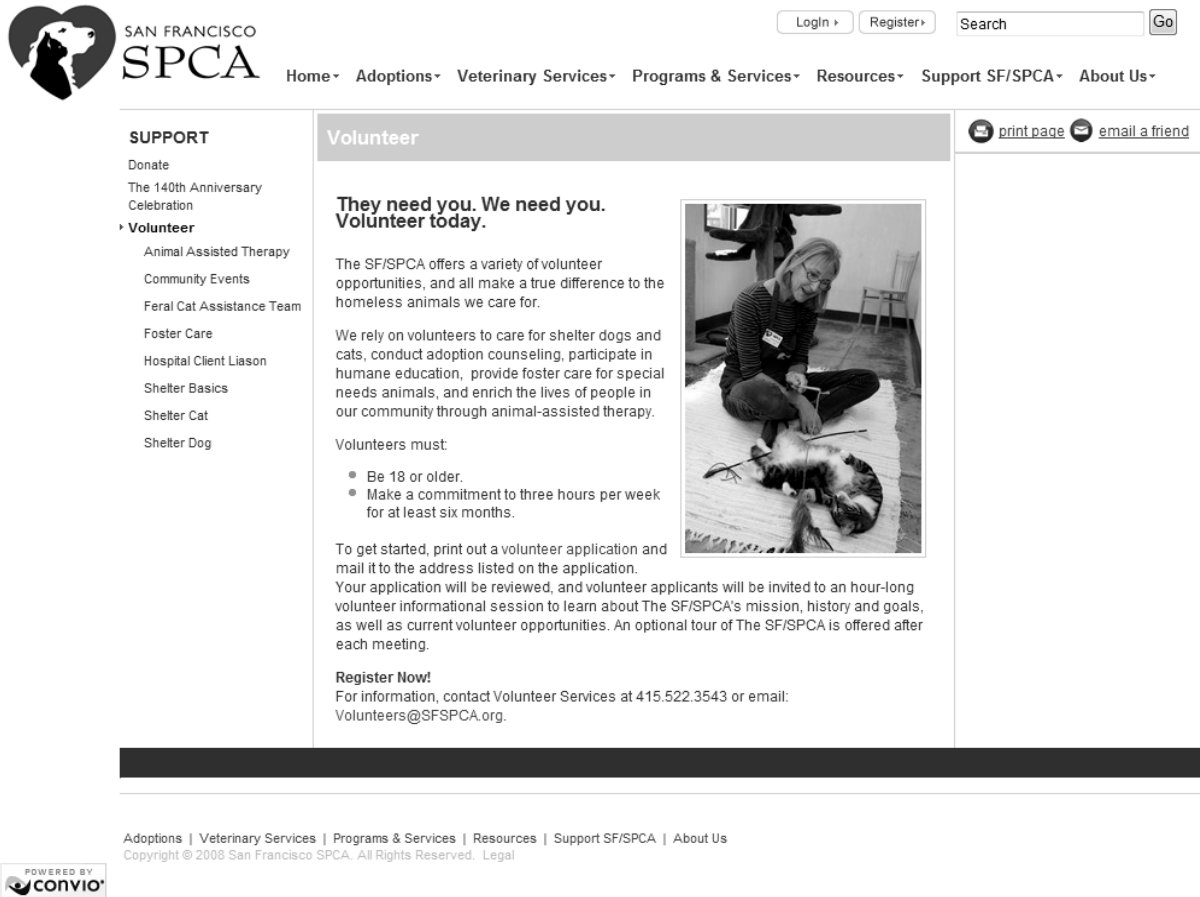 SAN FRANCISCO
SPCA
LogIn
Register
Search
Go
Home
Adoptions
Veterinary Services
Programs & Services
Resources
Support SF/SPCA
About Us
SUPPORT
Donate
The 140th Anniversary
Celebration
Volunteer
Animal Assisted Therapy
Community Events
Feral Cat Assistance Team
Foster Care
Hospital Client Liason
Shelter Basics
Shelter Cat
Shelter Dog
Volunteer
They need you. We need you.
Volunteer today.
The SF/SPCA offers a variety of volunteer
opportunities, and all make a true difference to the
homeless animals we care for.
We rely on volunteers to care for shelter dogs and
cats, conduct adoption counseling, participate in
humane education, provide foster care for special
needs animals, and enrich the lives of people in
our community through animal-assisted therapy.
Volunteers must:
Be 18 or older.
Make a commitment to three hours per week
for at least six months.
To get started, print out a volunteer application and
mail it to the address listed on the application.
Your application will be reviewed, and volunteer applicants will be invited to an hour-long
volunteer informational session to learn about The SF/SPCA's mission, history and goals,
as well as current volunteer opportunities. An optional tour of The SF/SPCA is offered after
each meeting.
Register Now!
For information, contact Volunteer Services at 415.522.3543 or email:
Volunteers@SFSPCA.org.
print page
email a friend
Adoptions | Veterinary Services | Programs & Services | Resources | Support SF/SPCA | About Us
Copyright © 2008 San Francisco SPCA. All Rights Reserved. Legal
POWERED BY
CONVIO